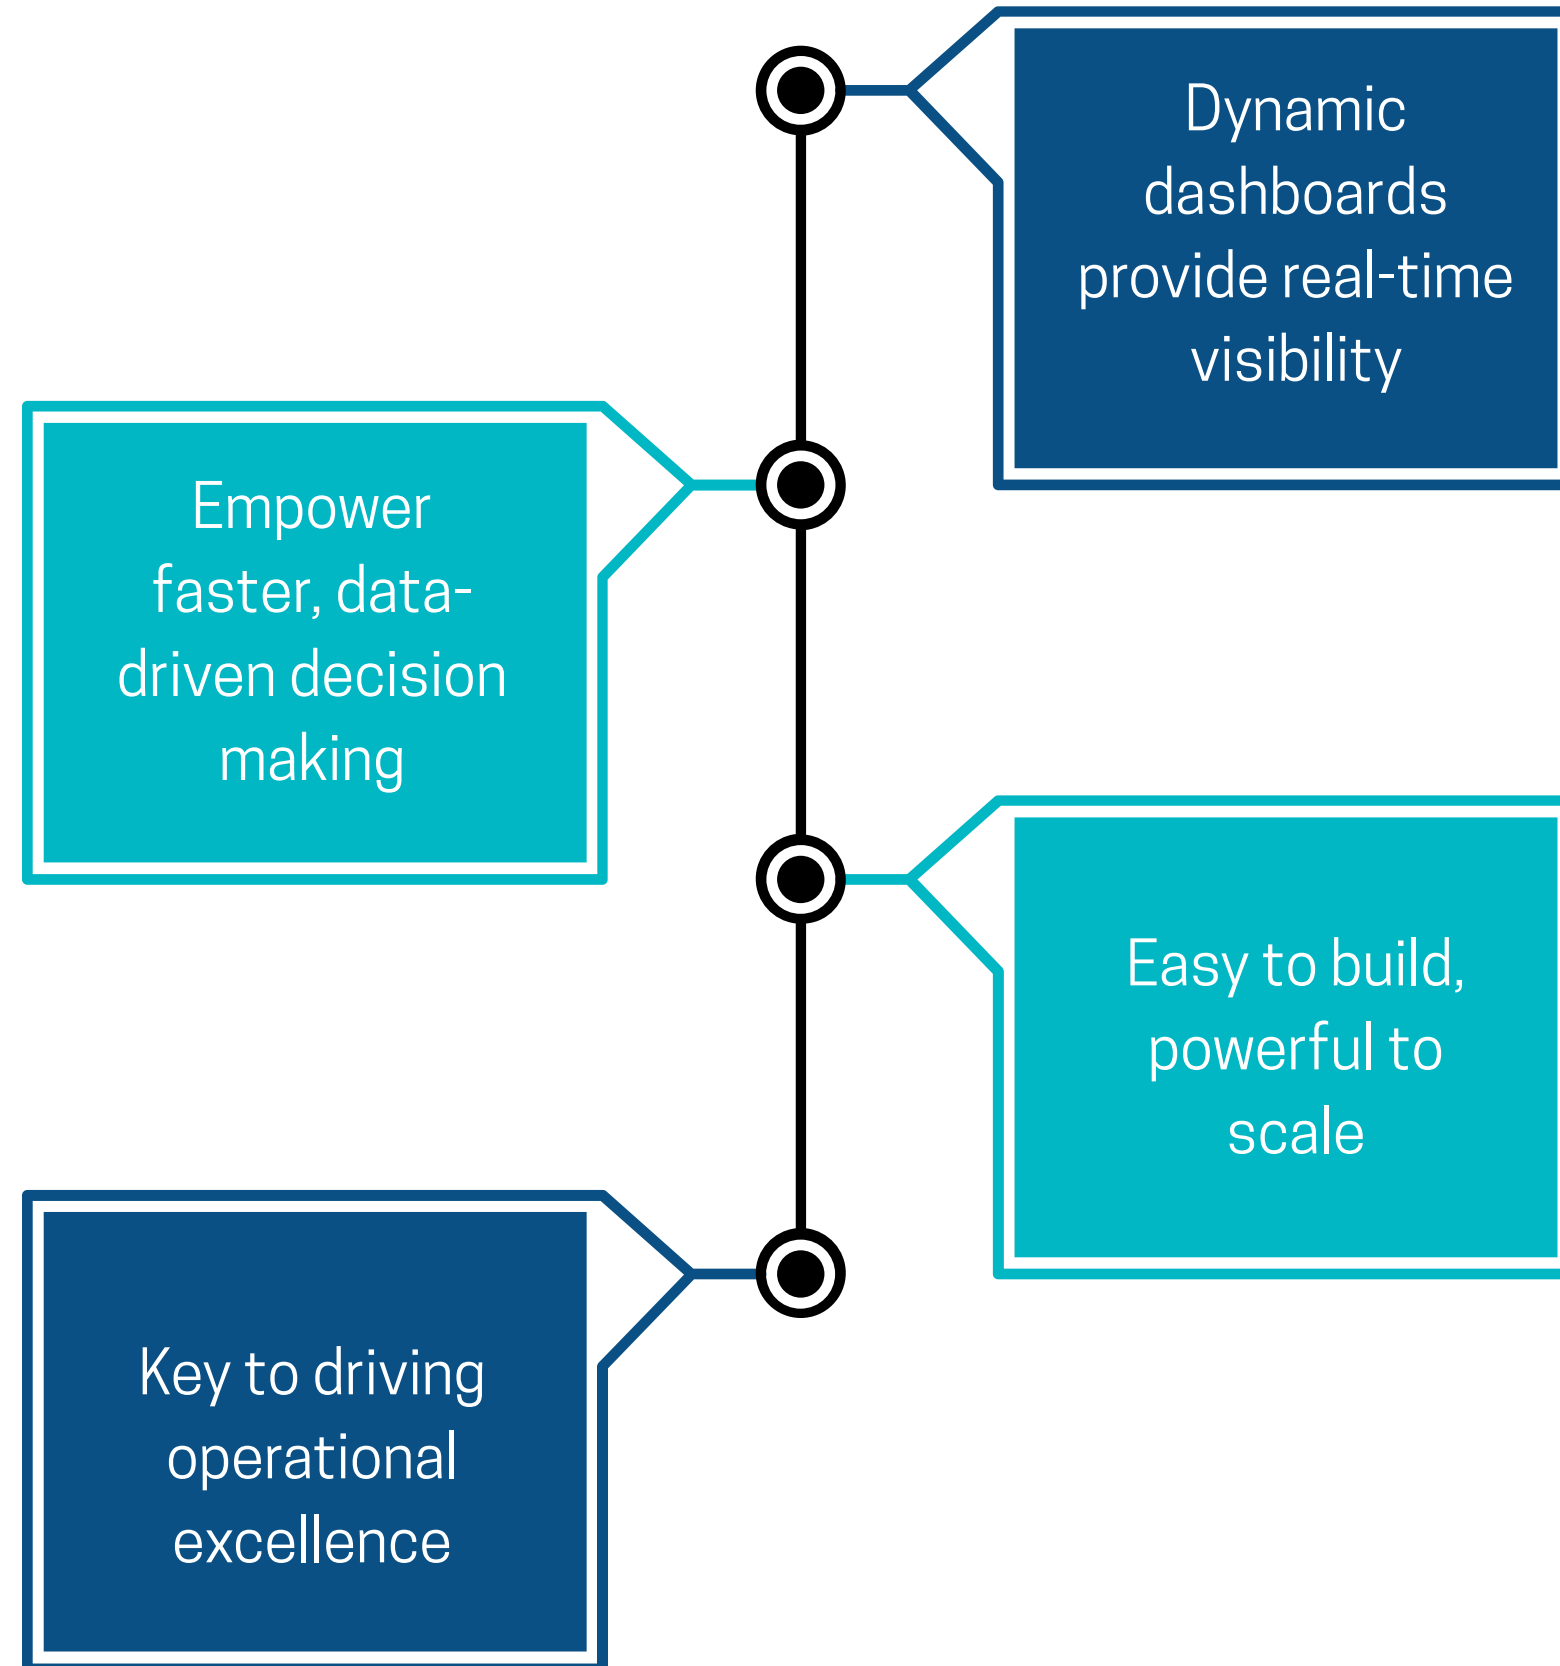 Dynamic
dashboards
provide real-time
visibility
Empower
faster, data-
driven decision
making
Easy to build,
powerful to
scale
Key to driving
operational
excellence